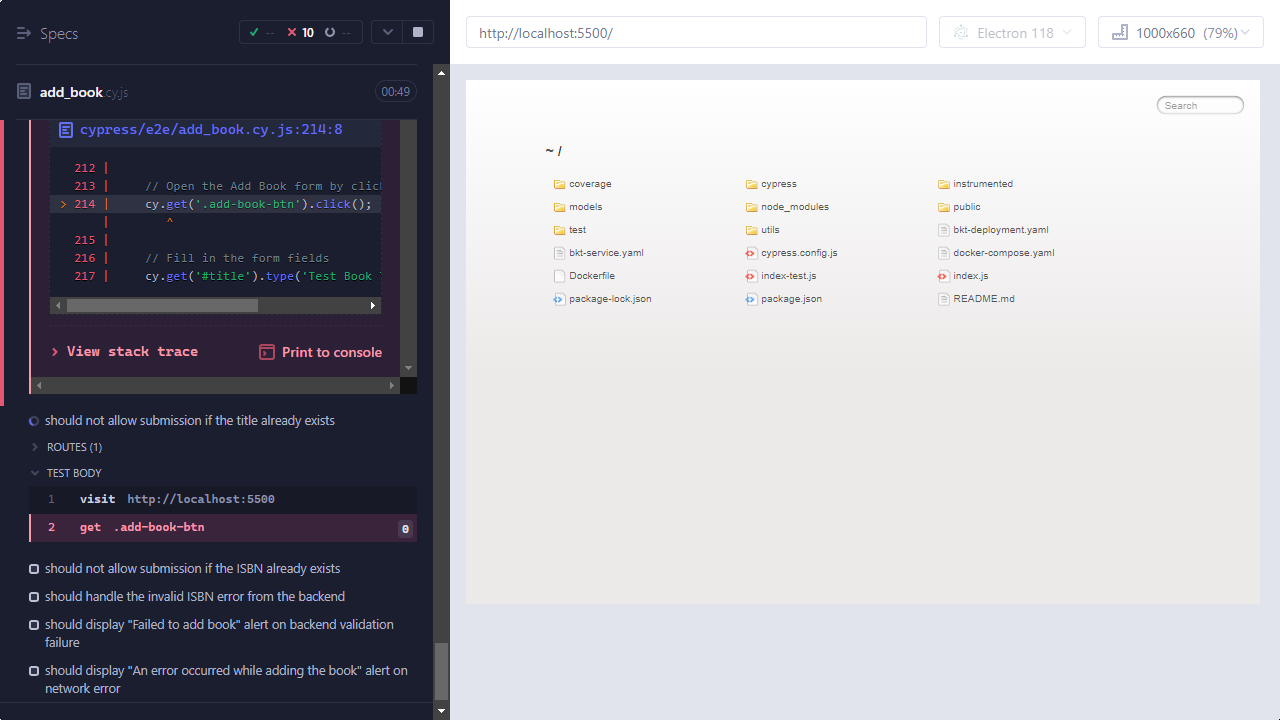 Specs
-- 10 --
add_book.cy.js
00:49
cypress/e2e/add_book.cy.js:214:8
212 |
213 | // Open the Add Book form by clic
> 214 | cy.get('.add-book-btn').click();
| ^
215 |
216 | // Fill in the form fields
217 | cy.get('#title').type('Test Book
View stack trace
Print to console
should not allow submission if the title already exists
ROUTES (1)
TEST BODY
1 visit http://localhost:5500
2 get .add-book-btn 0
should not allow submission if the ISBN already exists
should handle the invalid ISBN error from the backend
should display "Failed to add book" alert on backend validation
failure
should display "An error occurred while adding the book" alert on
network error
http://localhost:5500/
Electron 118
1000x660 (79%)
Search
~ /
coverage cypress instrumented
models node_modules public
test utils bkt-deployment.yaml
bkt-service.yaml cypress.config.js docker-compose.yaml
Dockerfile index-test.js index.js
package-lock.json package.json README.md